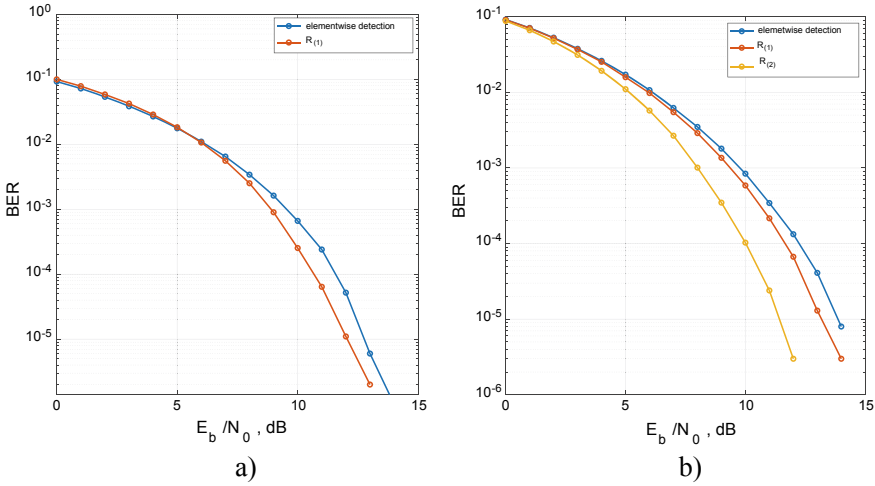 10^0
10^-1
10^-2
10^-3
10^-4
10^-5
BER
0
5
10
15
E_b /N_0 , dB
elementwise detection
R_(1)
a)
10^-1
10^-2
10^-3
10^-4
10^-5
10^-6
BER
0
5
10
15
E_b /N_0 , dB
elemetwise detection
R_(1)
R_(2)
b)